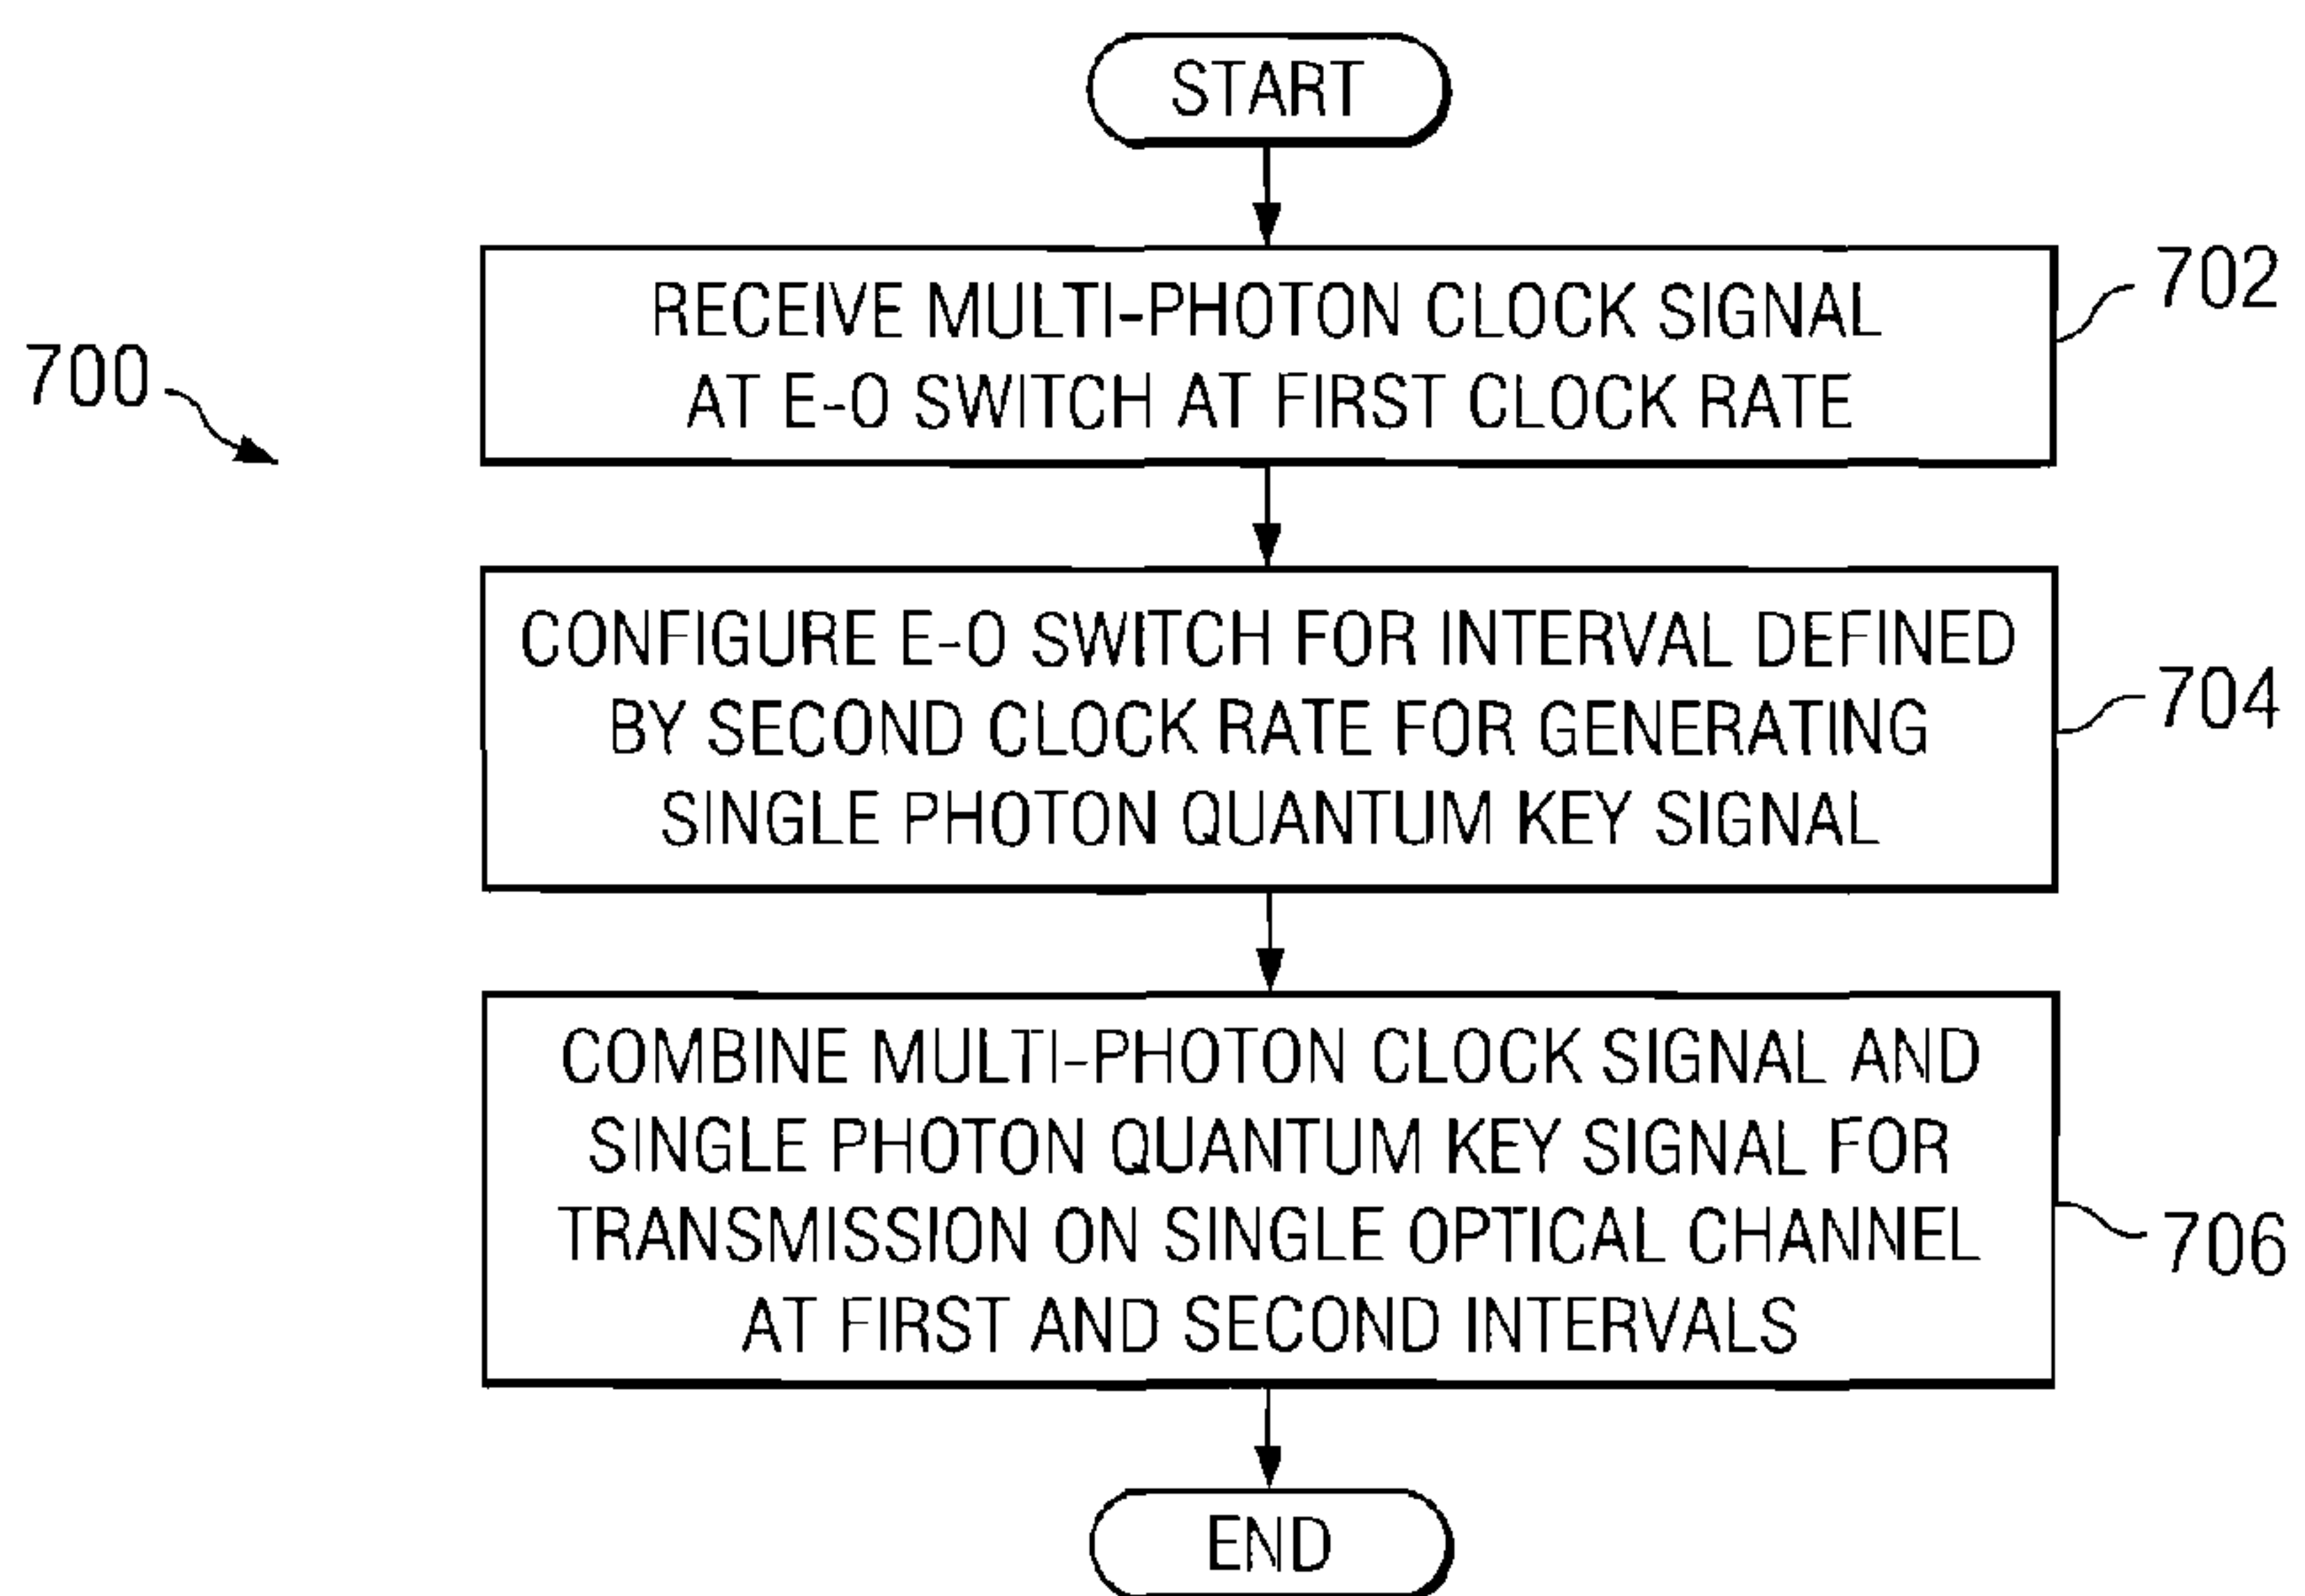 START
700
RECEIVE MULTI-PHOTON CLOCK SIGNAL
AT E-O SWITCH AT FIRST CLOCK RATE
702
CONFIGURE E-O SWITCH FOR INTERVAL DEFINED
BY SECOND CLOCK RATE FOR GENERATING
SINGLE PHOTON QUANTUM KEY SIGNAL
704
COMBINE MULTI-PHOTON CLOCK SIGNAL AND
SINGLE PHOTON QUANTUM KEY SIGNAL FOR
TRANSMISSION ON SINGLE OPTICAL CHANNEL
AT FIRST AND SECOND INTERVALS
706
END